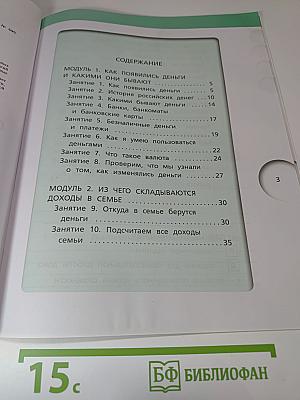 СОДЕРЖАНИЕ
МОДУЛЬ 1. КАК ПОЯВИЛИСЬ ДЕНЬГИ
И КАКИМИ ОНИ БЫВАЮТ 5
Занятие 1. Как появились деньги 5
Занятие 2. История российских денег 10
Занятие 3. Какими бывают деньги 14
Занятие 4. Банки, банкоматы
и банковские карты 17
Занятие 5. Безналичные деньги
и платежи 19
Занятие 6. Как я умею пользоваться
деньгами 22
Занятие 7. Что такое валюта 24
Занятие 8. Проверим, что мы узнали
о том, как изменялись деньги 27
МОДУЛЬ 2. ИЗ ЧЕГО СКЛАДЫВАЮТСЯ
ДОХОДЫ В СЕМЬЕ 30
Занятие 9. Откуда в семье берутся
деньги 30
Занятие 10. Подсчитаем все доходы
семьи 35
3
15 с
БФ БИБЛИОФАН